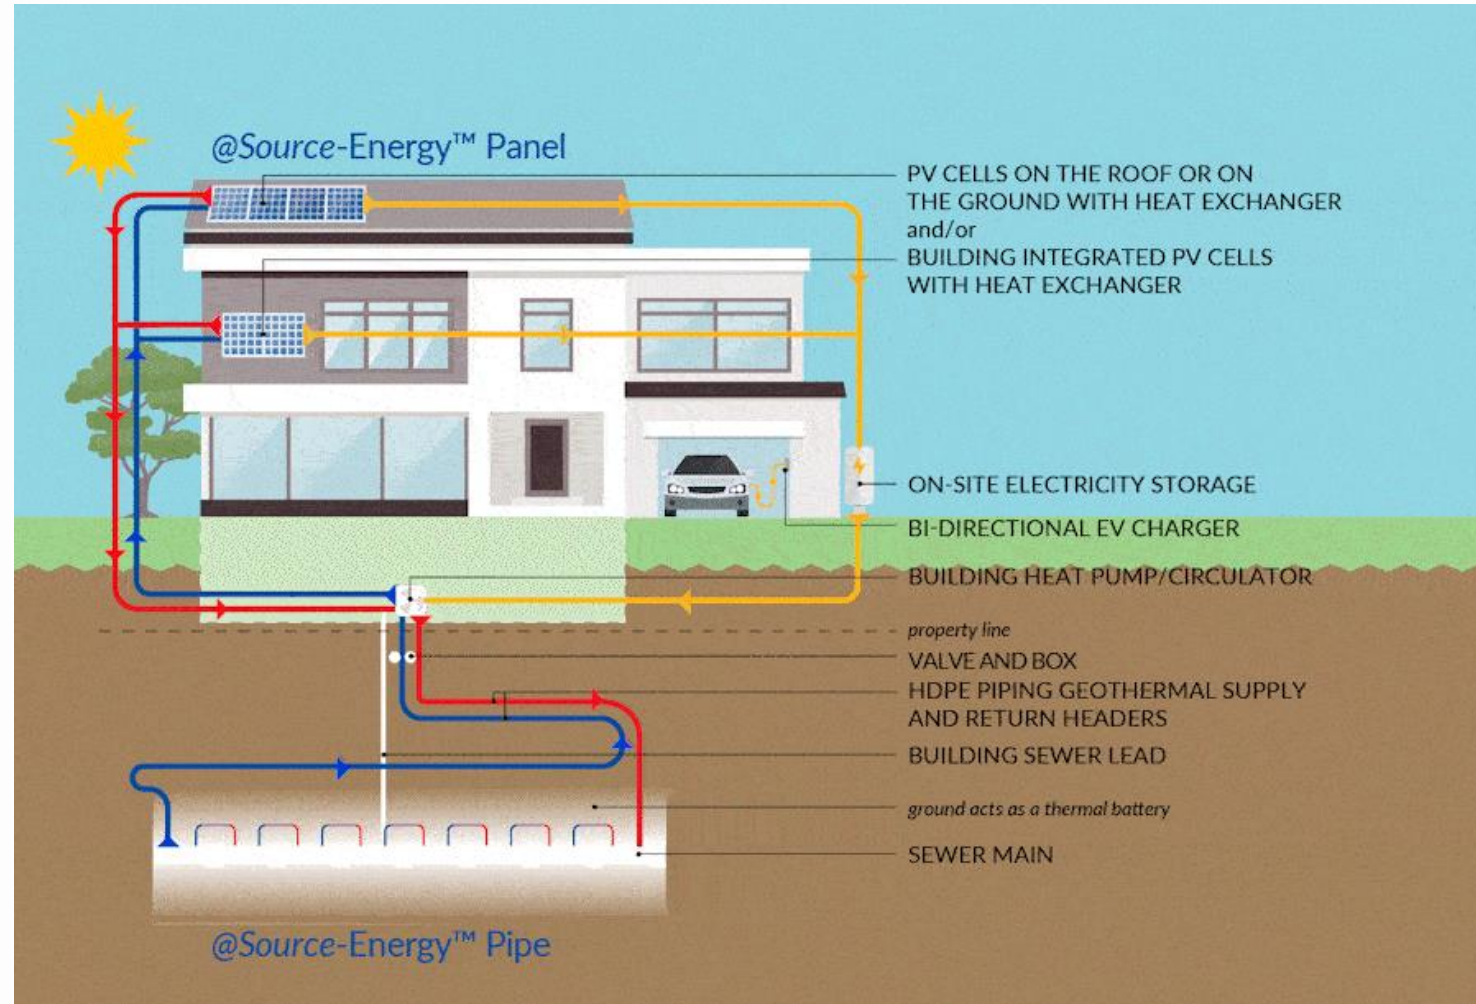 @Source-Energy™ Panel
PV CELLS ON THE ROOF OR ON
THE GROUND WITH HEAT EXCHANGER
and/or
BUILDING INTEGRATED PV CELLS
WITH HEAT EXCHANGER
ON-SITE ELECTRICITY STORAGE
BI-DIRECTIONAL EV CHARGER
BUILDING HEAT PUMP/CIRCULATOR
property line
VALVE AND BOX
HDPE PIPING GEOTHERMAL SUPPLY
AND RETURN HEADERS
BUILDING SEWER LEAD
ground acts as a thermal battery
SEWER MAIN
@Source-Energy™ Pipe